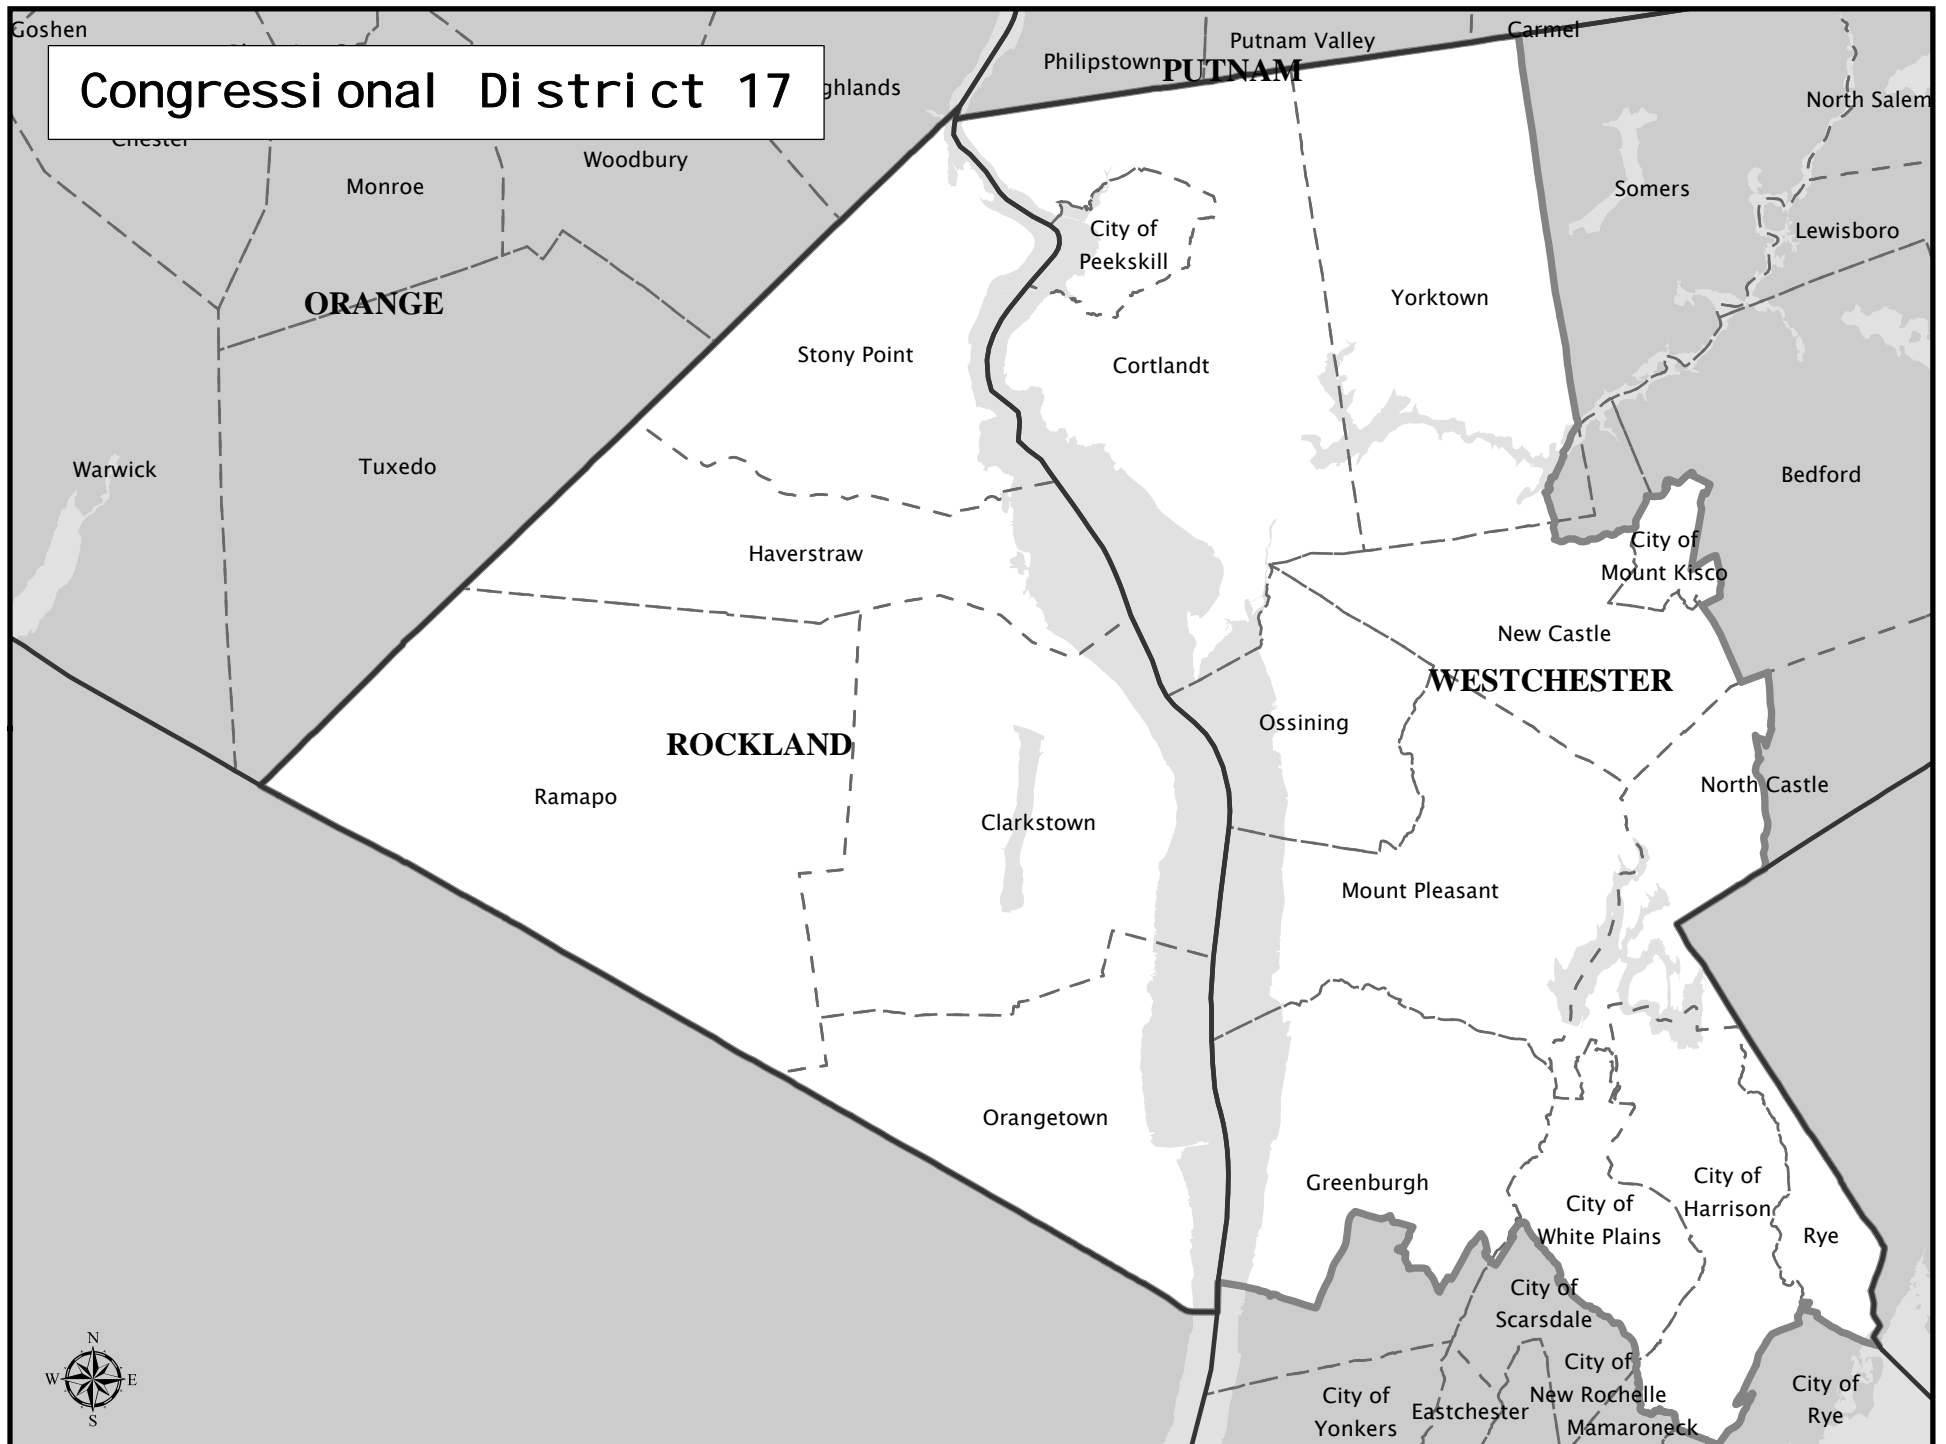 Goshen
Carmel
Putnam Valley
Philipstown
PUTNAM
Congressional District 17
ghlands
North Salem
Chester
Woodbury
Monroe
Somers
City of
Peekskill
Lewisboro
ORANGE
Yorktown
Stony Point
Cortlandt
Warwick
Tuxedo
Bedford
Haverstraw
City of
Mount Kisco
New Castle
WESTCHESTER
Ossining
ROCKLAND
Ramapo
North Castle
Clarkstown
Mount Pleasant
Orangetown
Greenburgh
City of
Harrison
City of
White Plains
Rye
City of
Scarsdale
City of
New Rochelle
City of
Yonkers
Eastchester
Mamaroneck
City of
Rye
N
W E
S